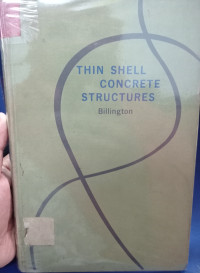 THIN SHELL
CONCRETE
STRUCTURES
Billington